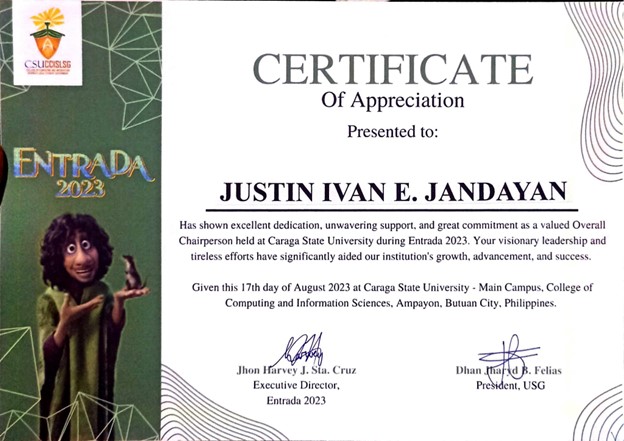 CSUCCISLSG
ENTRADA
2023
CERTIFICATE
Of Appreciation
Presented to:
JUSTIN IVAN E. JANDAYAN
Has shown excellent dedication, unwavering support, and great commitment as a valued Overall
Chairperson held at Caraga State University during Entrada 2023. Your visionary leadership and
tireless efforts have significantly aided our institution's growth, advancement, and success.
Given this 17th day of August 2023 at Caraga State University - Main Campus, College of
Computing and Information Sciences, Ampayon, Butuan City, Philippines.
Jhon Harvey J. Sta. Cruz
Executive Director,
Entrada 2023
Dhan Jharyd B. Felias
President, USG